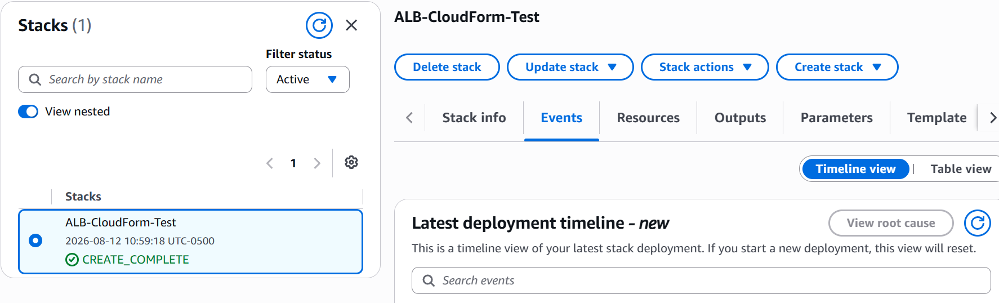 Stacks (1)
Filter status
Search by stack name
Active
View nested
1
Stacks
ALB-CloudForm-Test
2026-08-12 10:59:18 UTC-0500
CREATE_COMPLETE
ALB-CloudForm-Test
Delete stack
Update stack
Stack actions
Create stack
Stack info
Events
Resources
Outputs
Parameters
Template
Timeline view
Table view
Latest deployment timeline - new
View root cause
This is a timeline view of your latest stack deployment. If you start a new deployment, this view will reset.
Search events